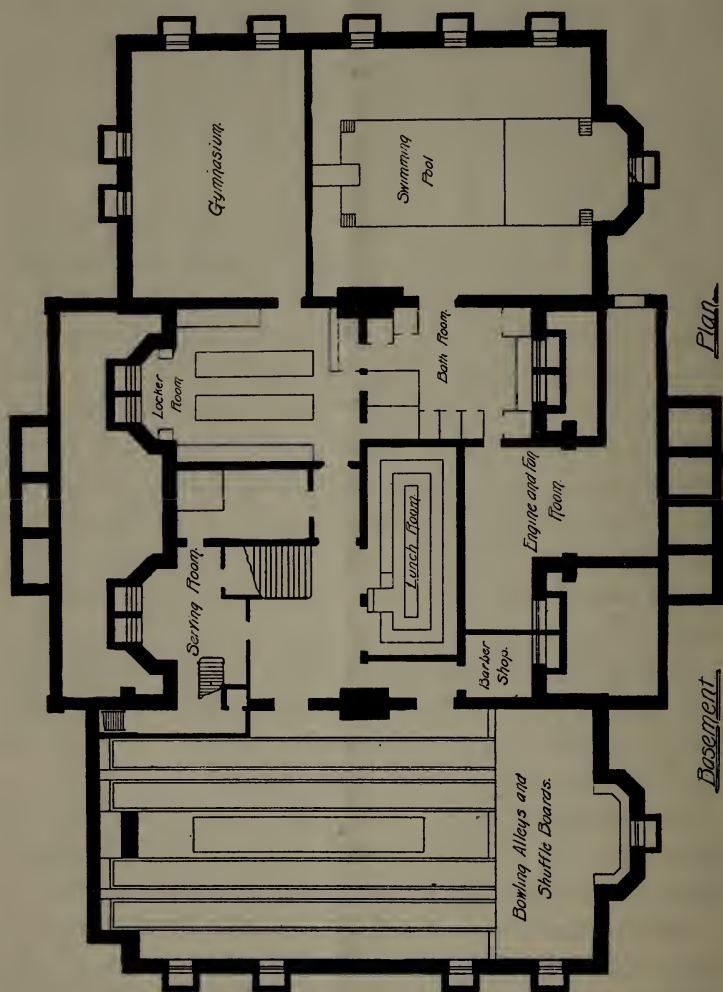 Gymnasium.
Swimming
Pool
Locker
Room
Bath Room.
Serving Room.
Lunch Room
Engine and Fan
Room.
Barber
Shop.
Bowling Alleys and
Shuffle Boards.
Basement Plan